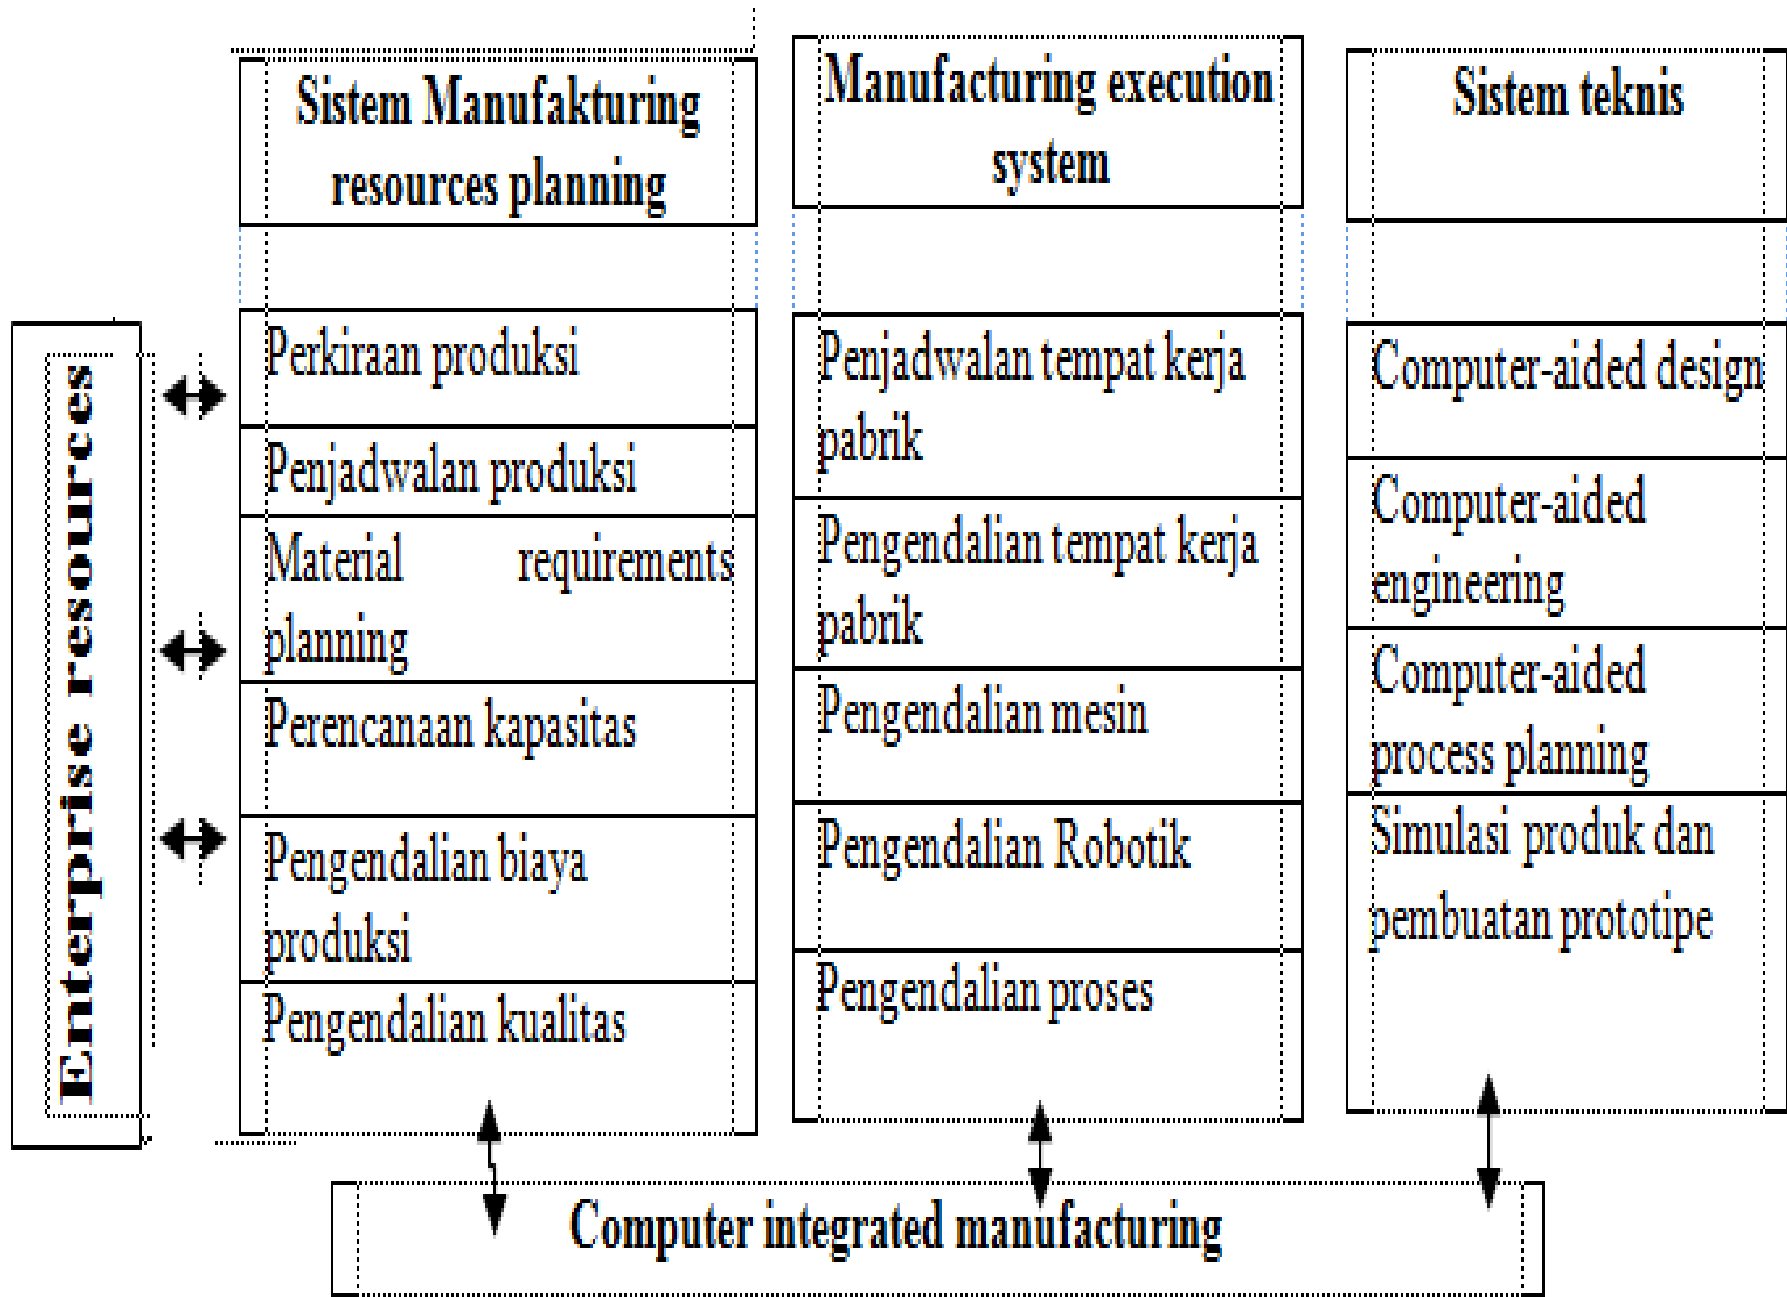 Sistem Manufakturing
resources planning
Manufacturing execution
system
Sistem teknis
Enterprise resources
Perkiraan produksi
Penjadwalan produksi
Material requirements
planning
Perencanaan kapasitas
Pengendalian biaya
produksi
Pengendalian kualitas
Penjadwalan tempat kerja
pabrik
Pengendalian tempat kerja
pabrik
Pengendalian mesin
Pengendalian Robotik
Pengendalian proses
Computer-aided design
Computer-aided
engineering
Computer-aided
process planning
Simulasi produk dan
pembuatan prototipe
Computer integrated manufacturing